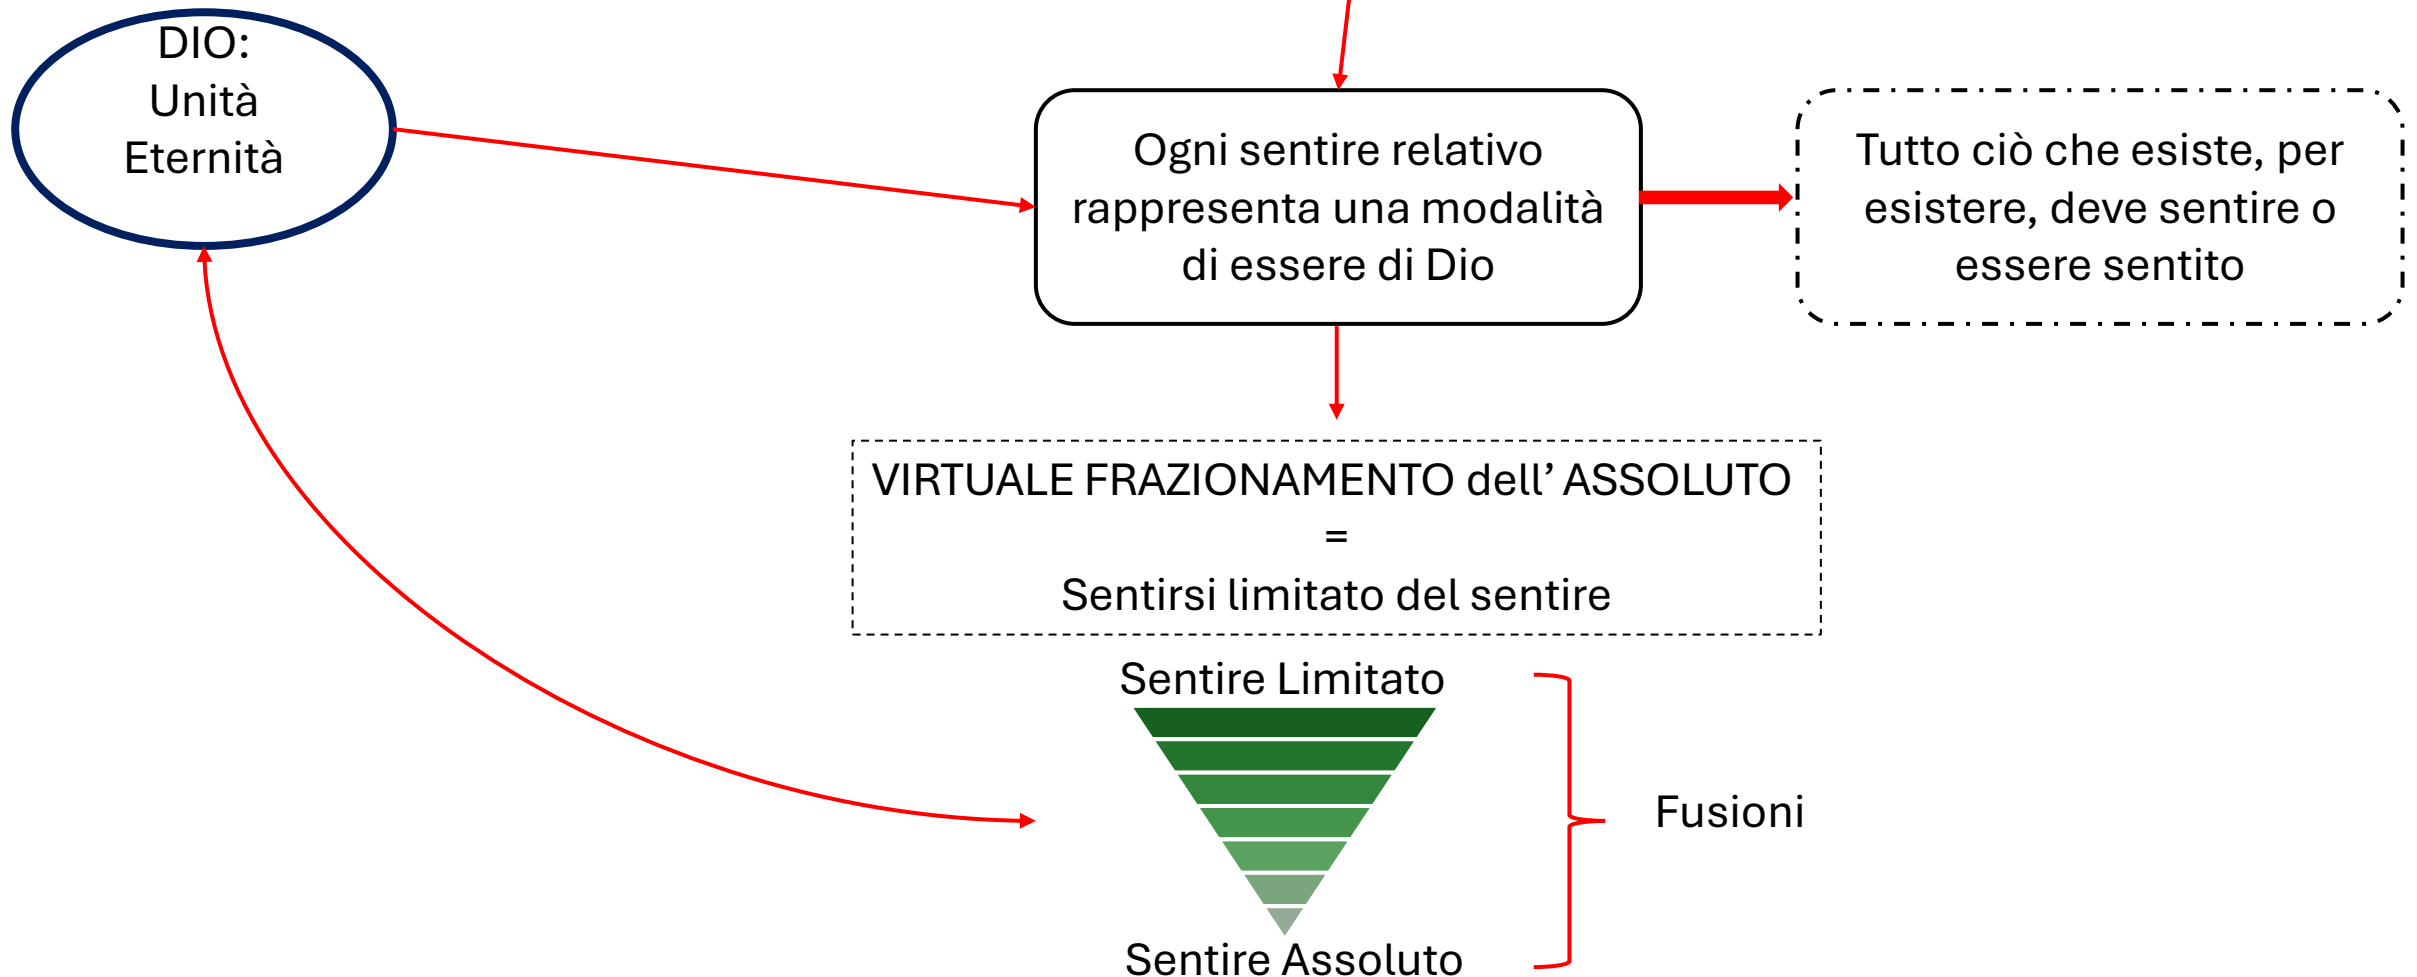 DIO:
Unità
Eternità
Ogni sentire relativo
rappresenta una modalità
di essere di Dio
Tutto ciò che esiste, per
esistere, deve sentire o
essere sentito
VIRTUALE FRAZIONAMENTO dell’ ASSOLUTO
=
Sentirsi limitato del sentire
Sentire Limitato
Fusioni
Sentire Assoluto